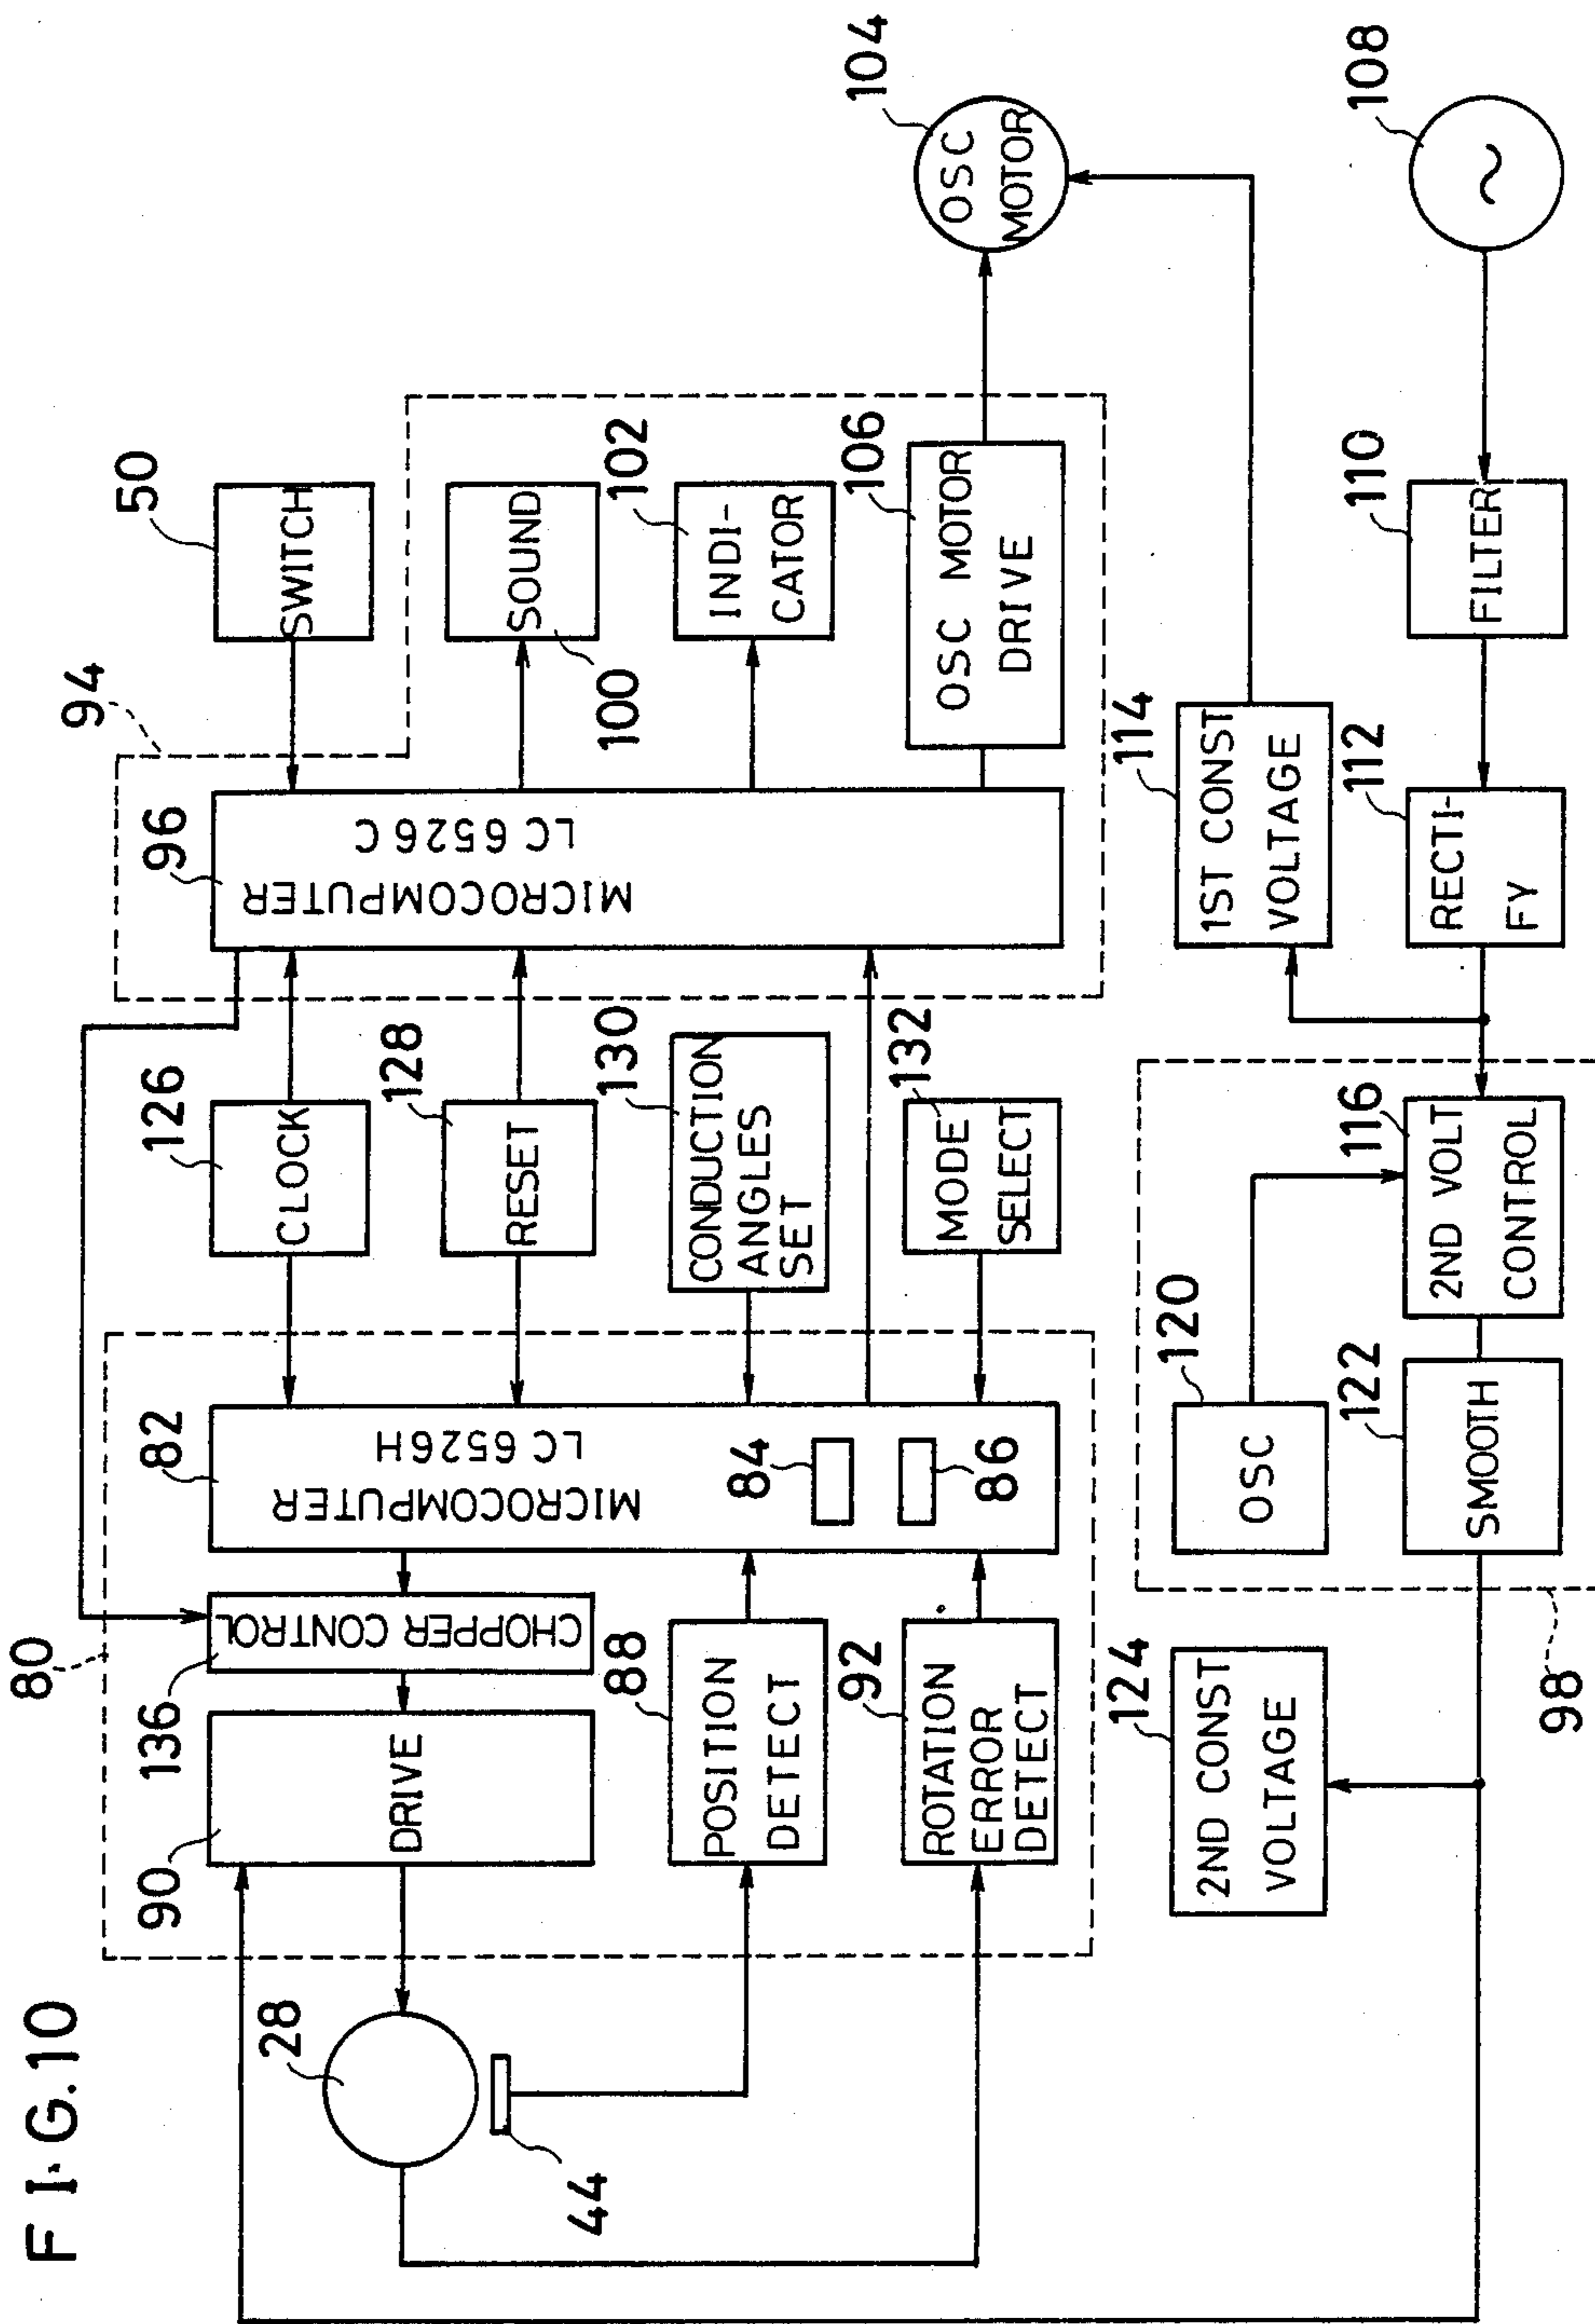 FIG.10
80
28
44
90
DRIVE
136
CHOPPER CONTROL
88
POSITION
DETECT
92
ROTATION
ERROR
DETECT
82
MICROCOMPUTER
LC 6526H
84
86
126
CLOCK
128
RESET
130
CONDUCTION
ANGLES
SET
132
MODE
SELECT
94
96
MICROCOMPUTER
LC 6526C
50
SWITCH
SOUND
100
102
INDI-
CATOR
106
OSC MOTOR
DRIVE
104
OSC
MOTOR
124
2ND CONST
VOLTAGE
98
120
OSC
122
SMOOTH
116
2ND VOLT
CONTROL
114
1ST CONST
VOLTAGE
112
RECTI-
FY
110
FILTER
108
~